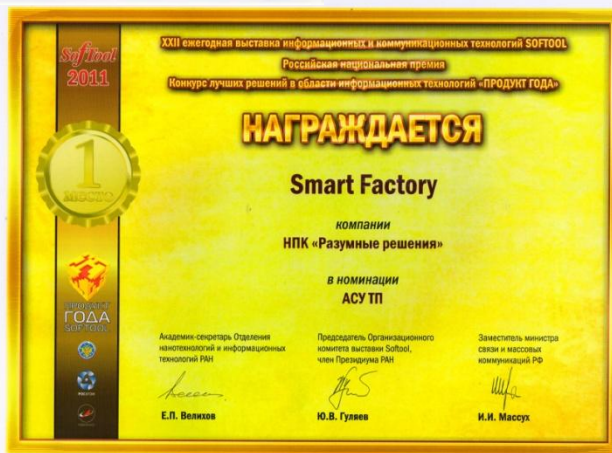 SofTool
2011
XXII ежегодная выставка информационных и коммуникационных технологий SOFTOOL
Российская национальная премия
Конкурс лучших решений в области информационных технологий «ПРОДУКТ ГОДА»
НАГРАЖДАЕТСЯ
1
МЕСТО
Smart Factory
компании
НПК «Разумные решения»
в номинации
АСУ ТП
ПРОДУКТ
ГОДА
SOFTOOL
Академик-секретарь Отделения
нанотехнологий и информационных
технологий РАН
Е.П. Велихов
Председатель Организационного
комитета выставки Softool,
член Президиума РАН
Ю.В. Гуляев
Заместитель министра
связи и массовых
коммуникаций РФ
И.И. Массух